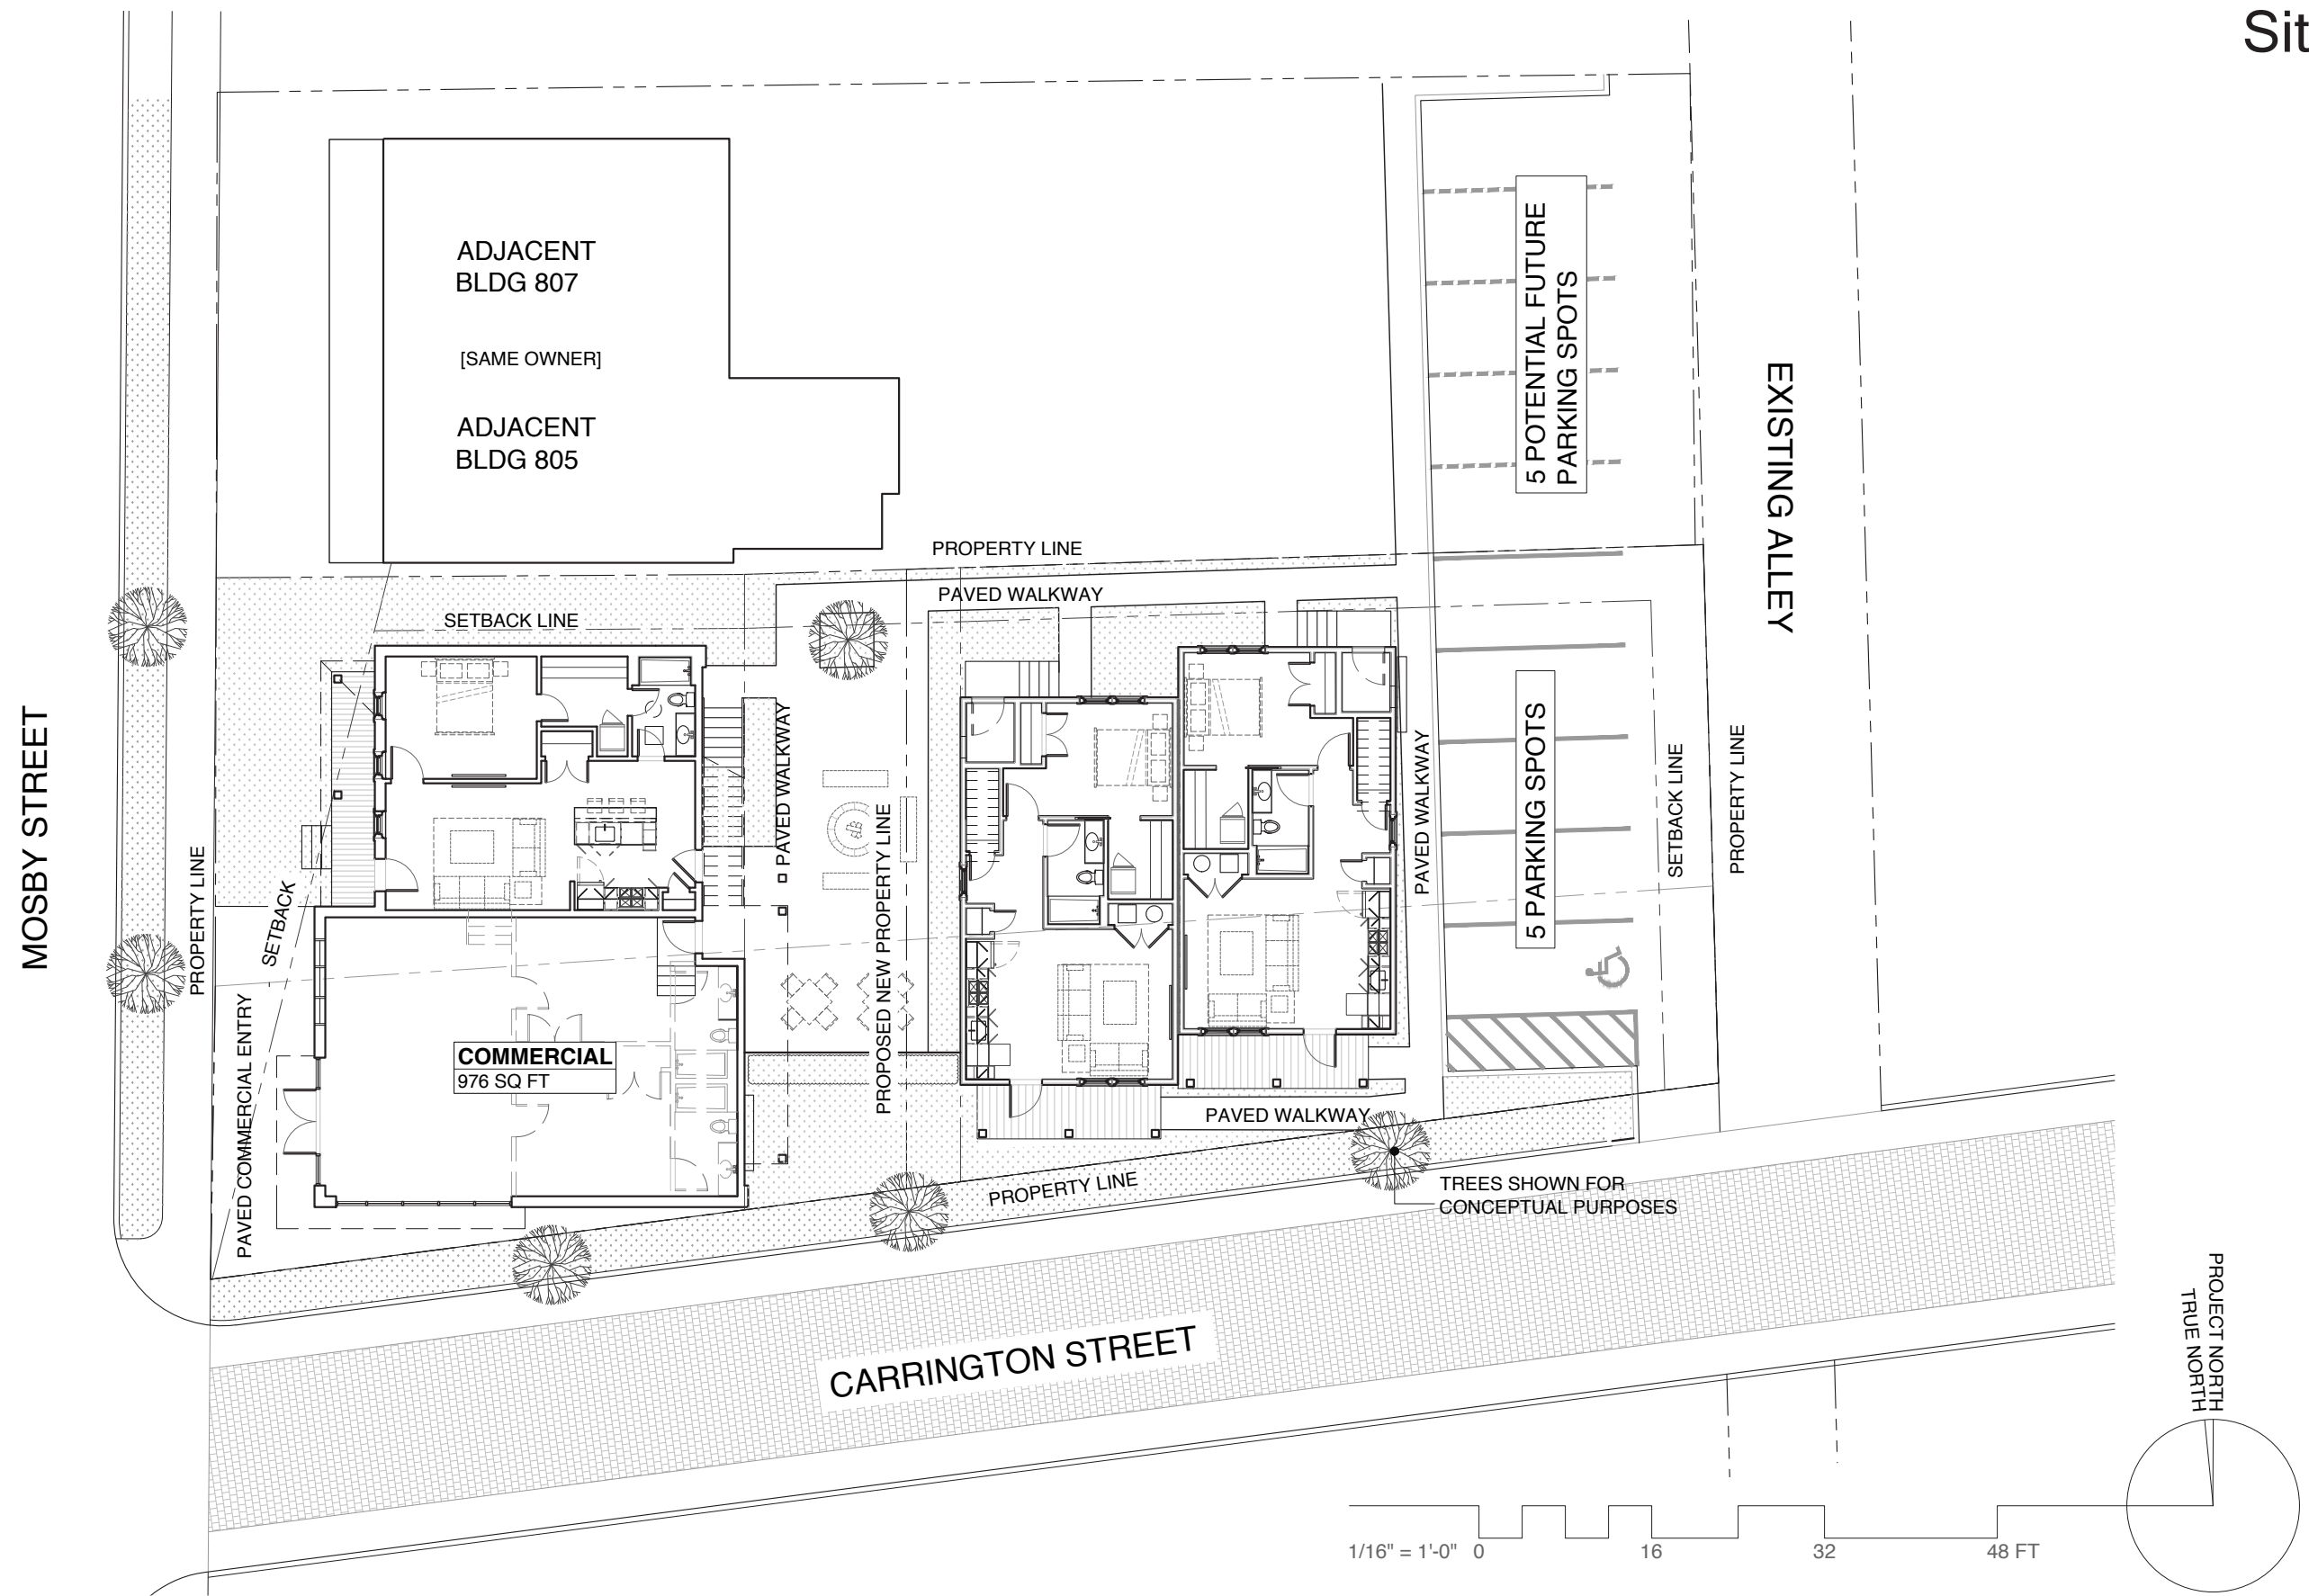 Sit
ADJACENT
BLDG 807
[SAME OWNER]
ADJACENT
BLDG 805
5 POTENTIAL FUTURE
PARKING SPOTS
EXISTING ALLEY
PROPERTY LINE
PAVED WALKWAY
SETBACK LINE
MOSBY STREET
PROPERTY LINE
SETBACK
PAVED COMMERCIAL ENTRY
PAVED WALKWAY
PROPOSED NEW PROPERTY LINE
PAVED WALKWAY
5 PARKING SPOTS
SETBACK LINE
PROPERTY LINE
COMMERCIAL
976 SQ FT
PAVED WALKWAY
PROPERTY LINE
TREES SHOWN FOR
CONCEPTUAL PURPOSES
CARRINGTON STREET
PROJECT NORTH
TRUE NORTH
1/16" = 1'-0" 0 16 32 48 FT